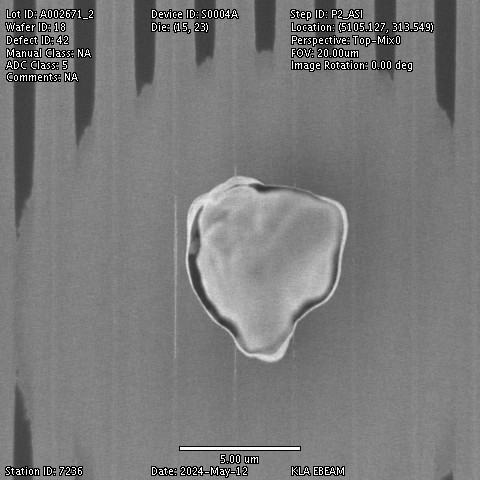 Lot ID: A002671_2
Wafer ID: 18
Defect ID: 42
Manual Class: NA
ADC Class: 5
Comments: NA
Device ID: S0004A
Die: (15, 23)
Step ID: P2_ASI
Location: (5105.127, 313.549)
Perspective: Top-Mix0
FOV: 20.00um
Image Rotation: 0.00 deg
5.00 um
Station ID: 7236
Date: 2024-May-12
KLA EBEAM